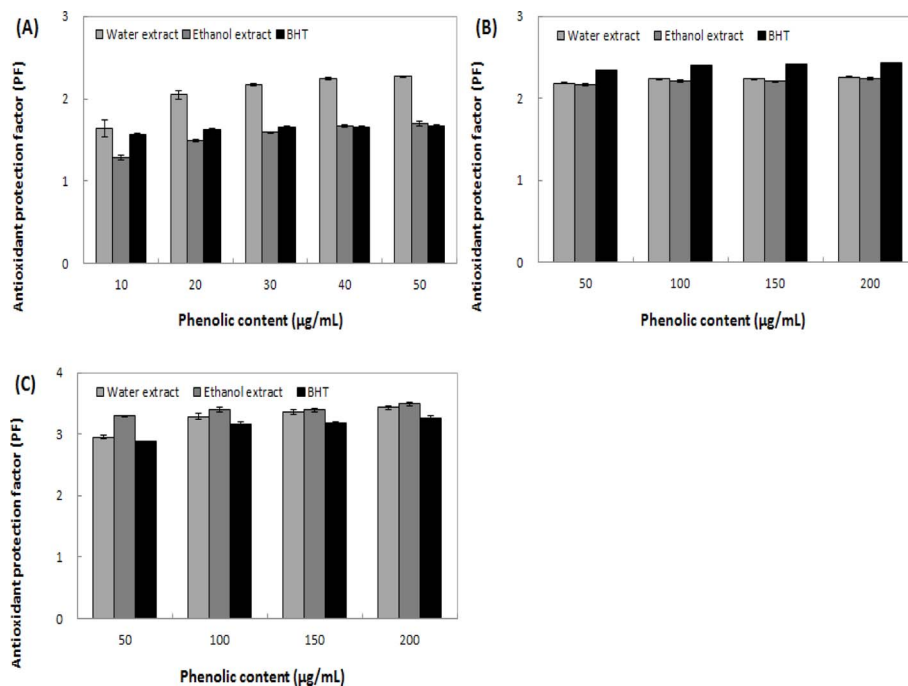 (A)
Antioxidant protection factor (PF)
3
2
1
0
Water extract Ethanol extract BHT
10 20 30 40 50
Phenolic content (µg/mL)
(B)
Antioxidant protection factor (PF)
3
2
1
0
Water extract Ethanol extract BHT
50 100 150 200
Phenolic content (µg/mL)
(C)
Antioxidant protection factor (PF)
4
3
2
1
0
Water extract Ethanol extract BHT
50 100 150 200
Phenolic content (µg/mL)